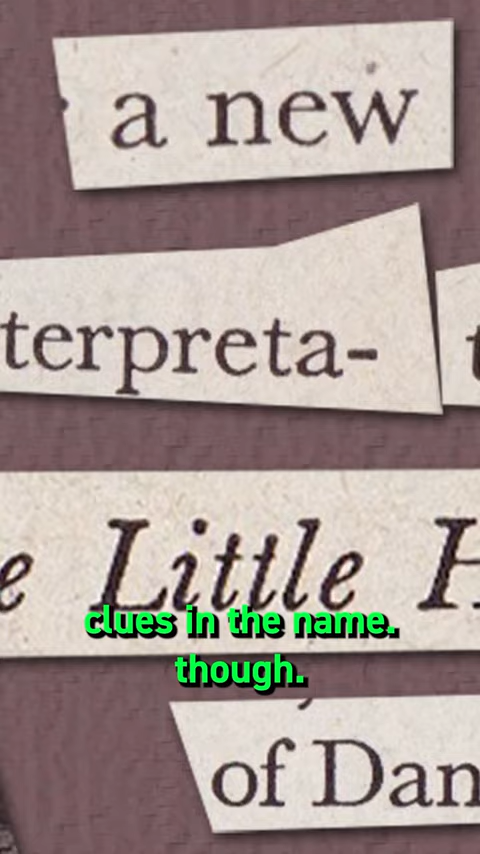 a new
terpreta- t
e Little H
clues in the name.
though.
of Dan